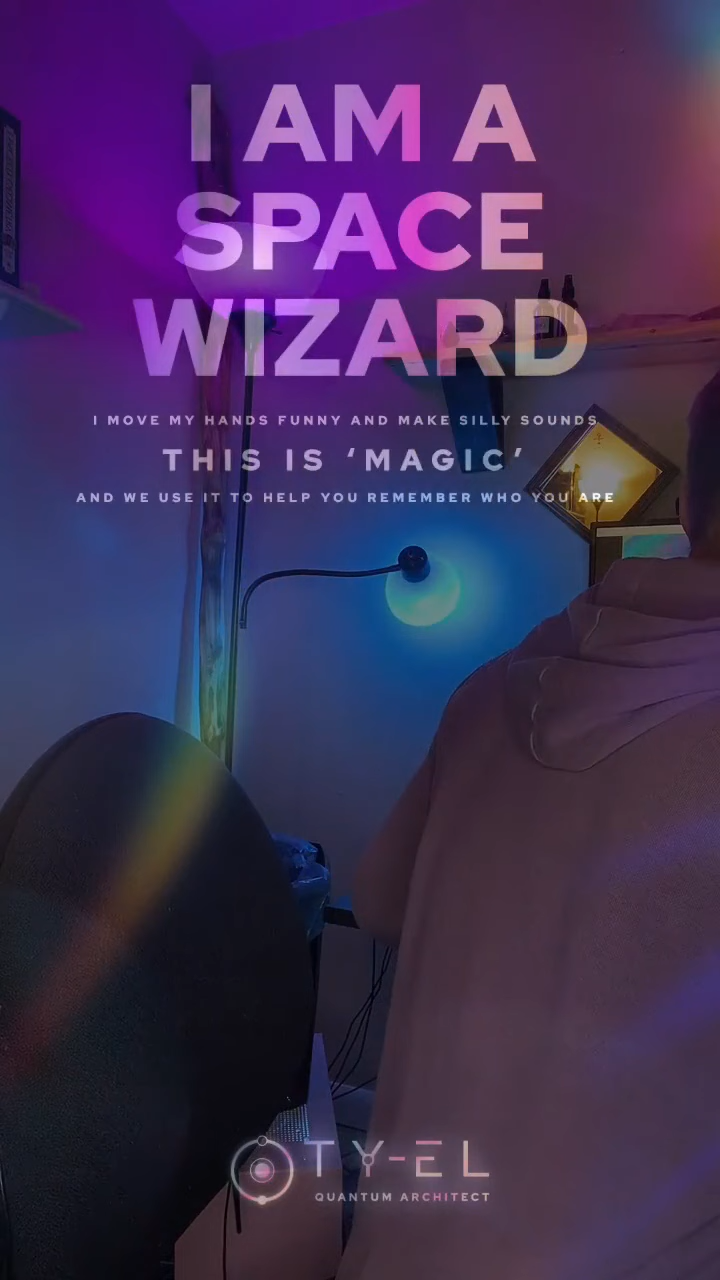 I AM A
SPACE
WIZARD
I MOVE MY HANDS FUNNY AND MAKE SILLY SOUNDS
THIS IS ‘MAGIC’
AND WE USE IT TO HELP YOU REMEMBER WHO YOU ARE
TY-EL
QUANTUM ARCHITECT